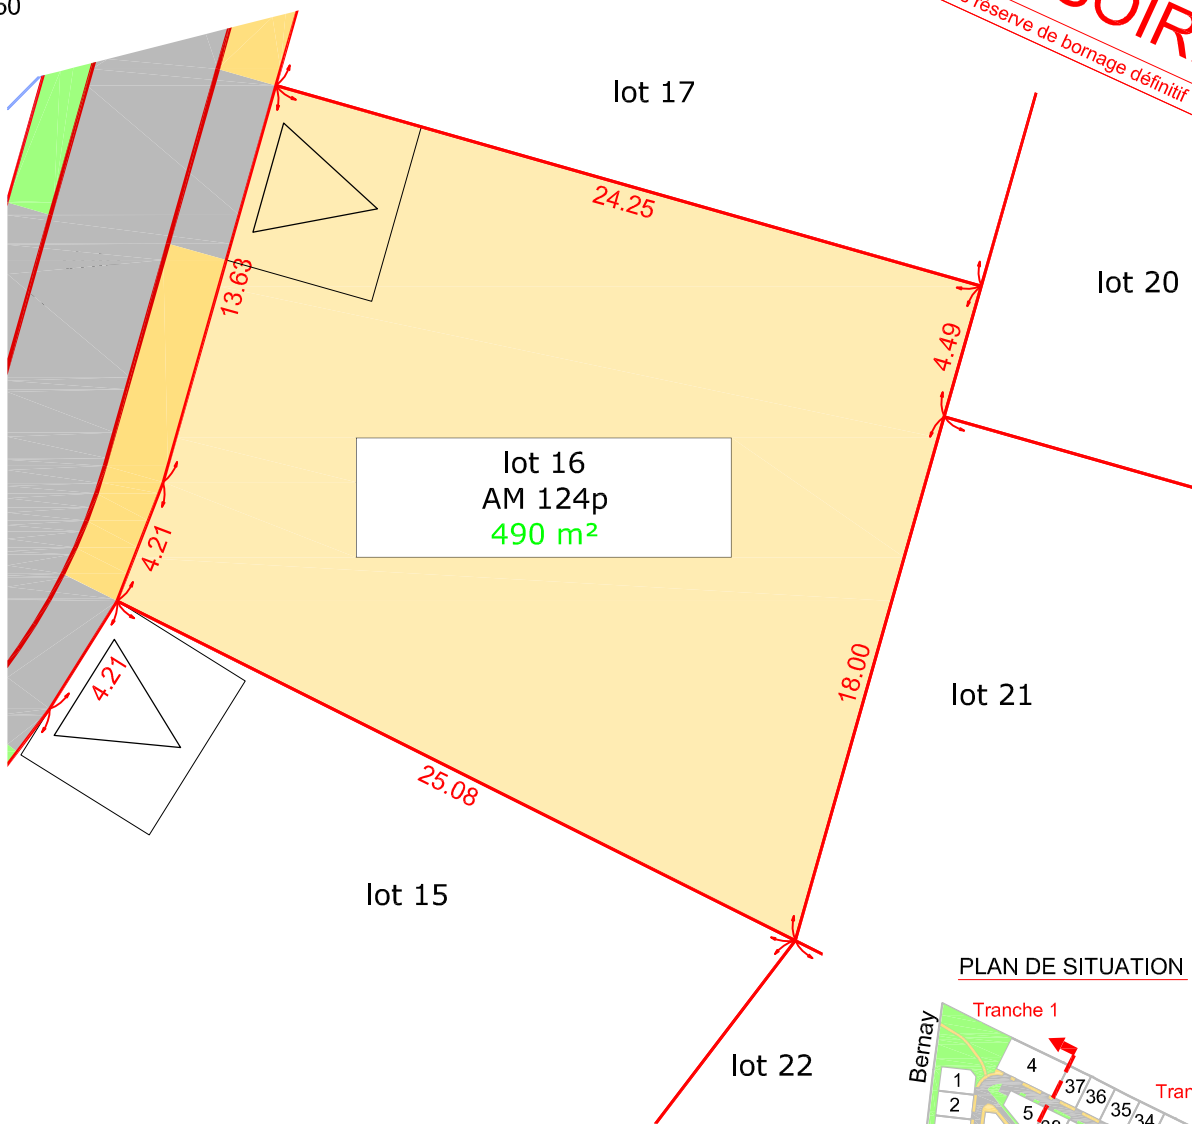 réserve de bornage définitif
lot 17
24.25
lot 20
13.63
4.49
lot 16
AM 124p
490 m²
4.21
18.00
4.21
lot 21
25.08
lot 15
PLAN DE SITUATION
Tranche 1
Bernay
lot 22
4
1
37
36
35
34
2
5